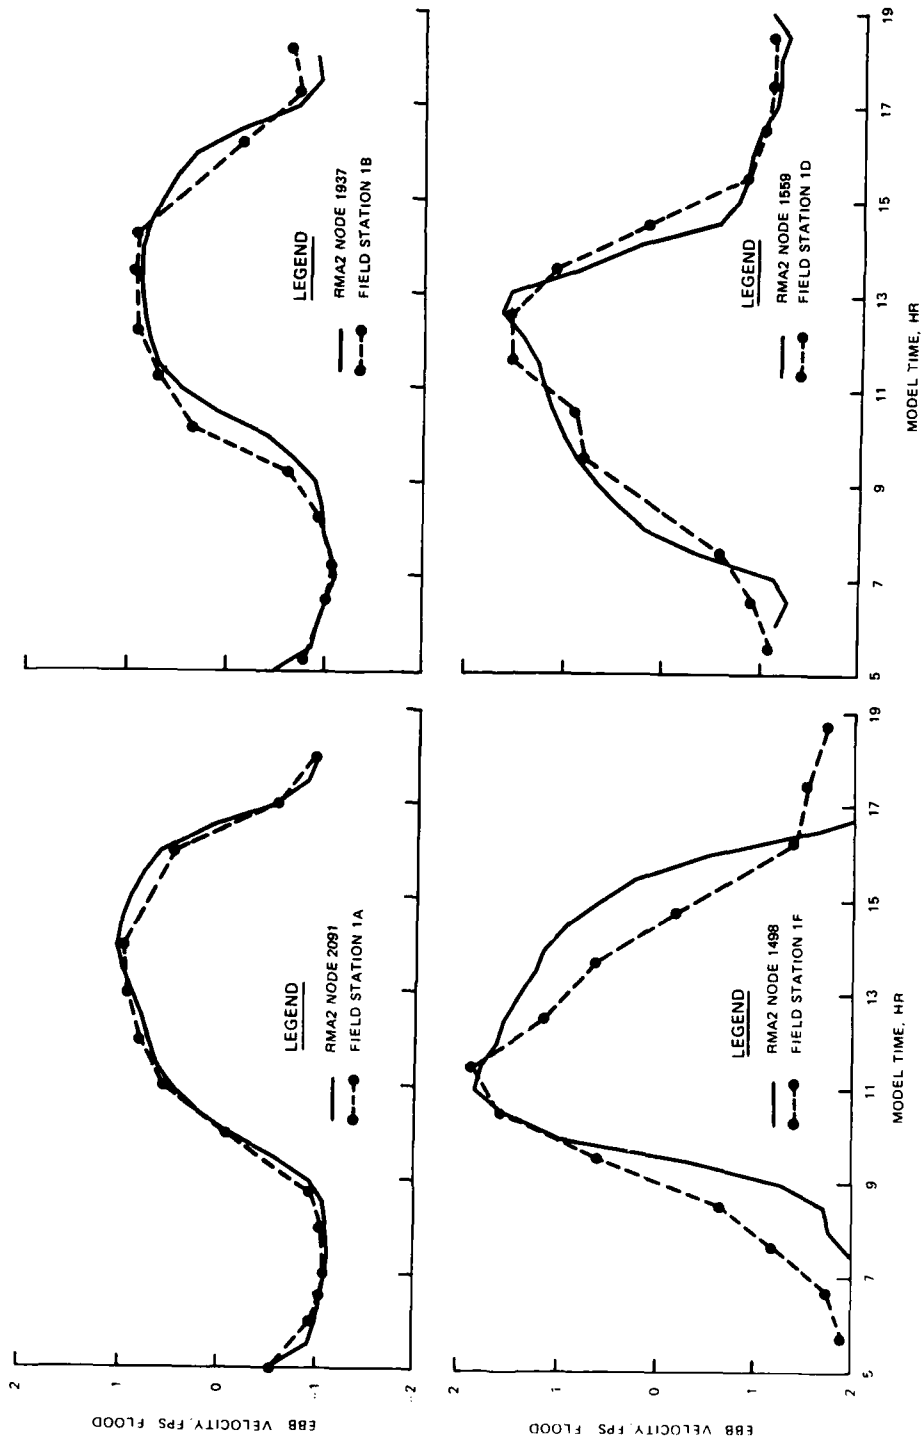 2
1
0
-1
-2
EBB VELOCITY, FPS FLOOD
LEGEND
RMA2 NODE 2091
FIELD STATION 1A
LEGEND
RMA2 NODE 1937
FIELD STATION 1B
2
1
0
1
2
EBB VELOCITY, FPS FLOOD
LEGEND
RMA2 NODE 1498
FIELD STATION 1F
5
7
9
11
13
15
17
19
MODEL TIME, HR
LEGEND
RMA2 NODE 1559
FIELD STATION 1D
5
7
9
11
13
15
17
19
MODEL TIME, HR